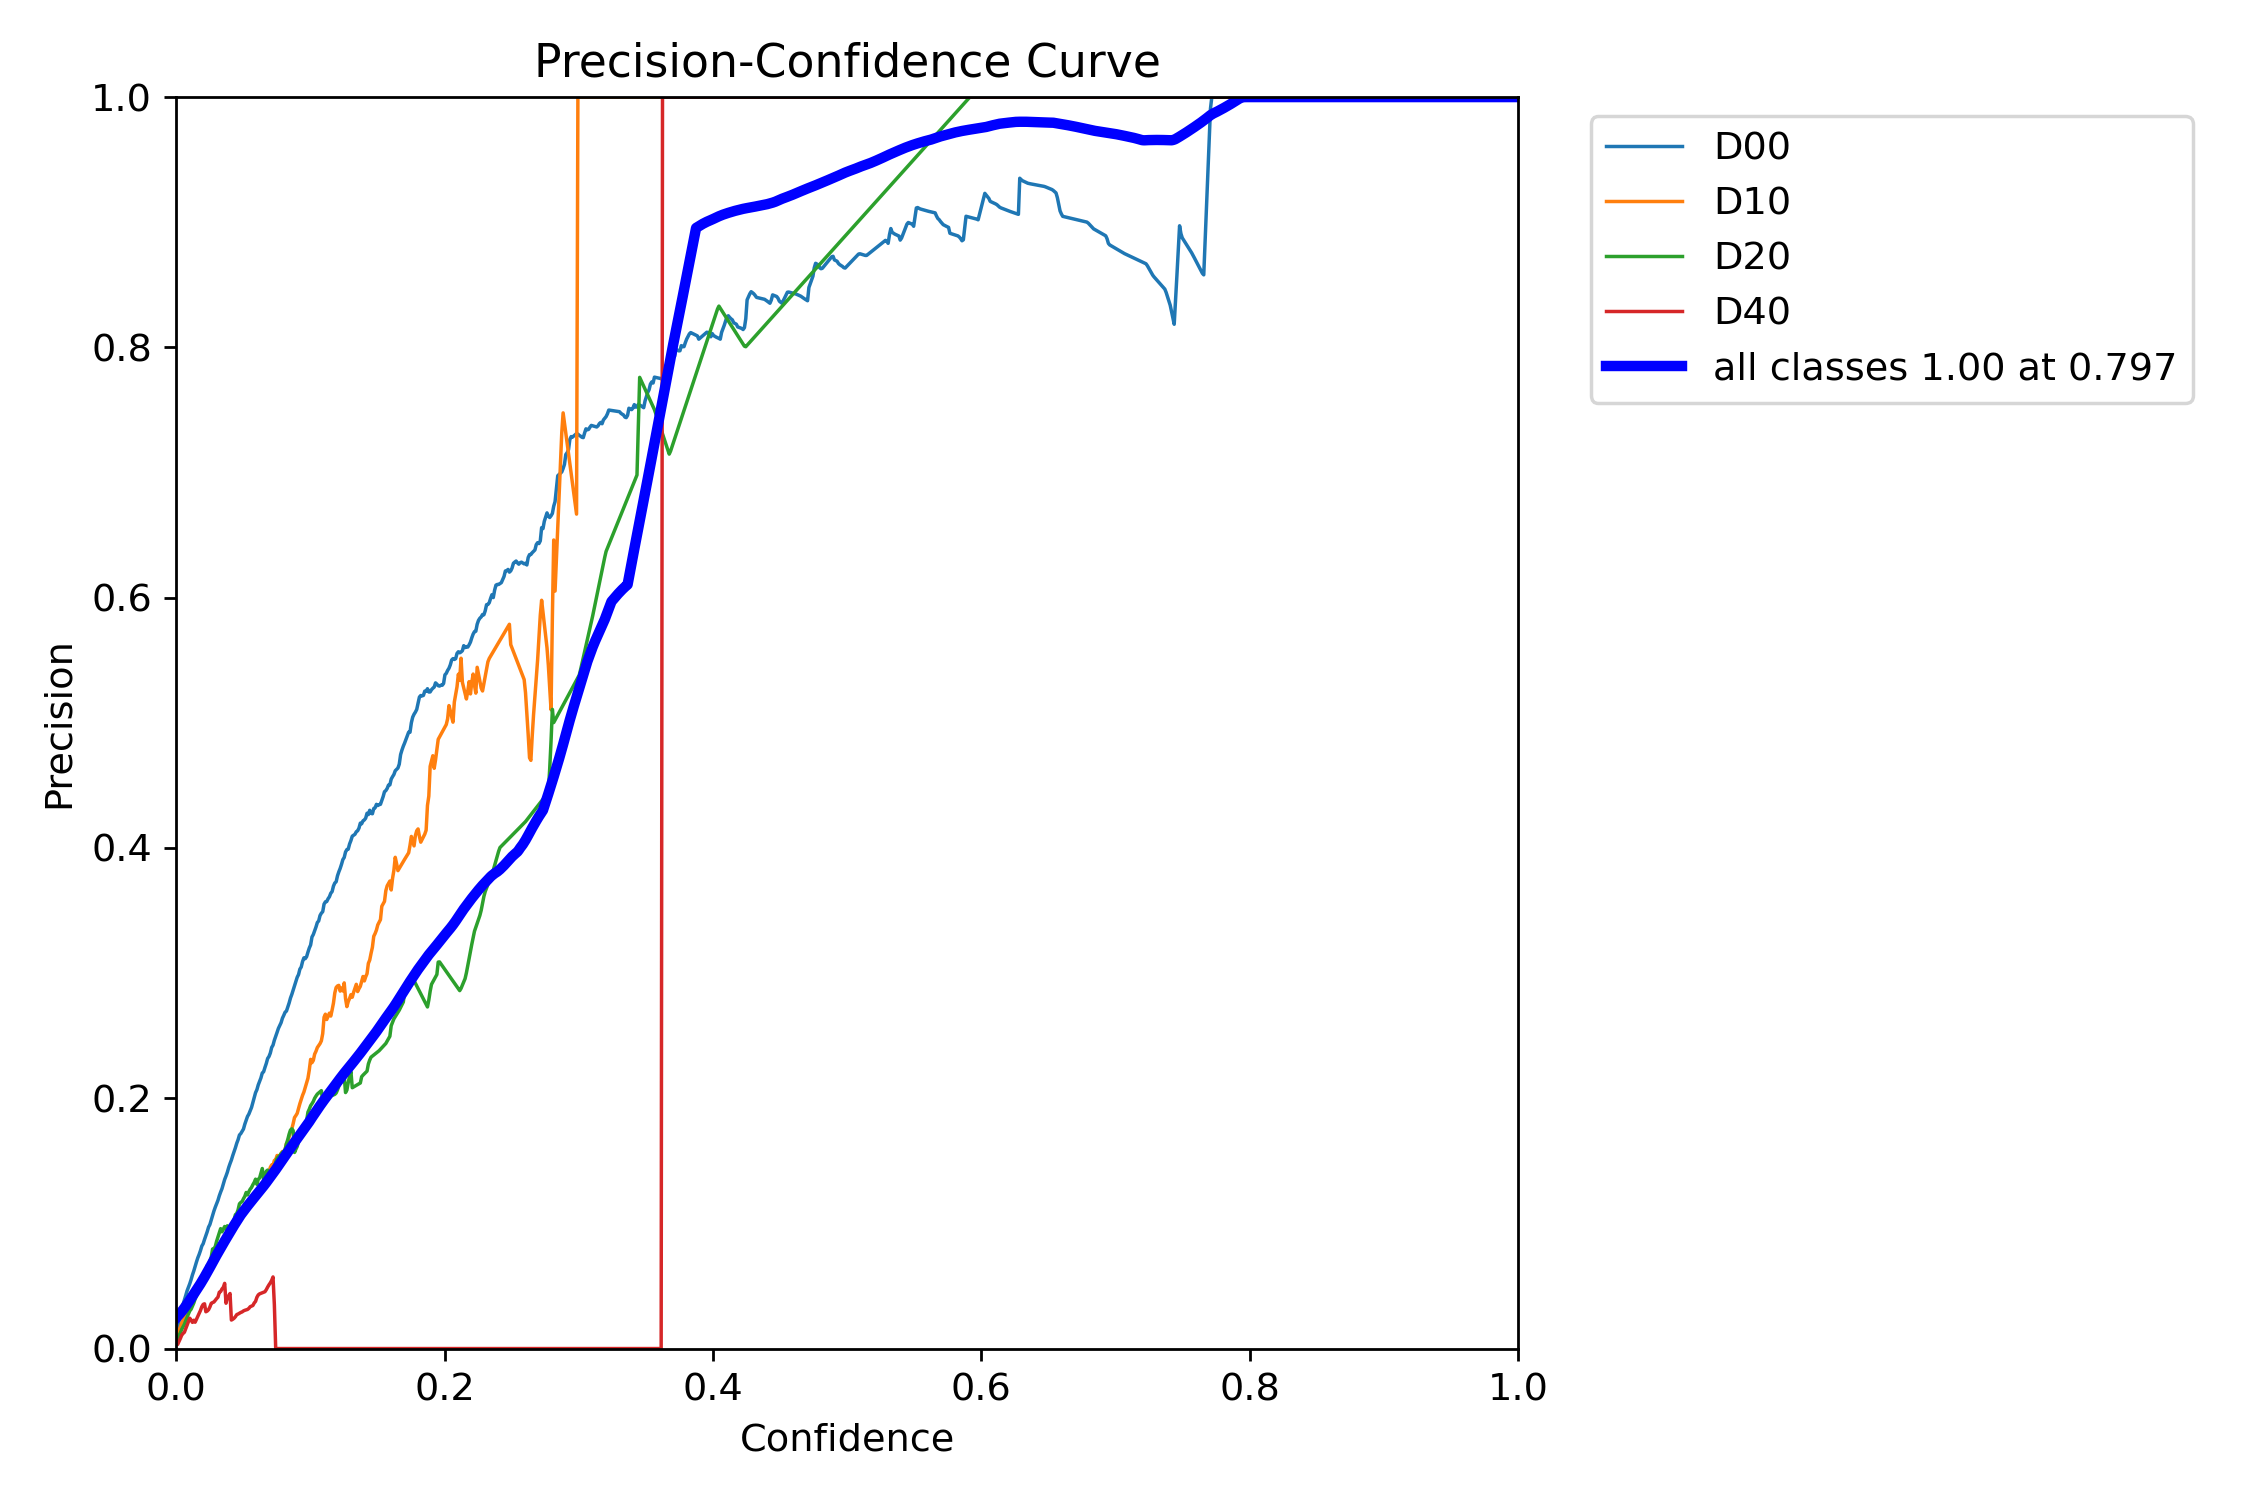 Precision-Confidence Curve
1.0
0.8
0.6
0.4
0.2
0.0
Precision
0.0 0.2 0.4 0.6 0.8 1.0
Confidence
D00
D10
D20
D40
all classes 1.00 at 0.797